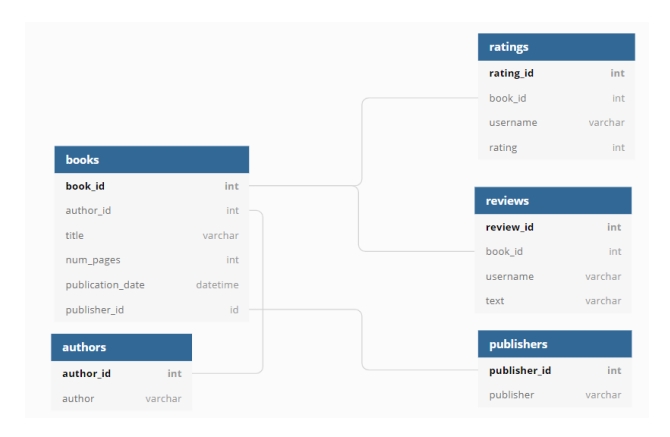 books
book_id int
author_id int
title varchar
num_pages int
publication_date datetime
publisher_id id
authors
author_id int
author varchar
ratings
rating_id int
book_id int
username varchar
rating int
reviews
review_id int
book_id int
username varchar
text varchar
publishers
publisher_id int
publisher varchar